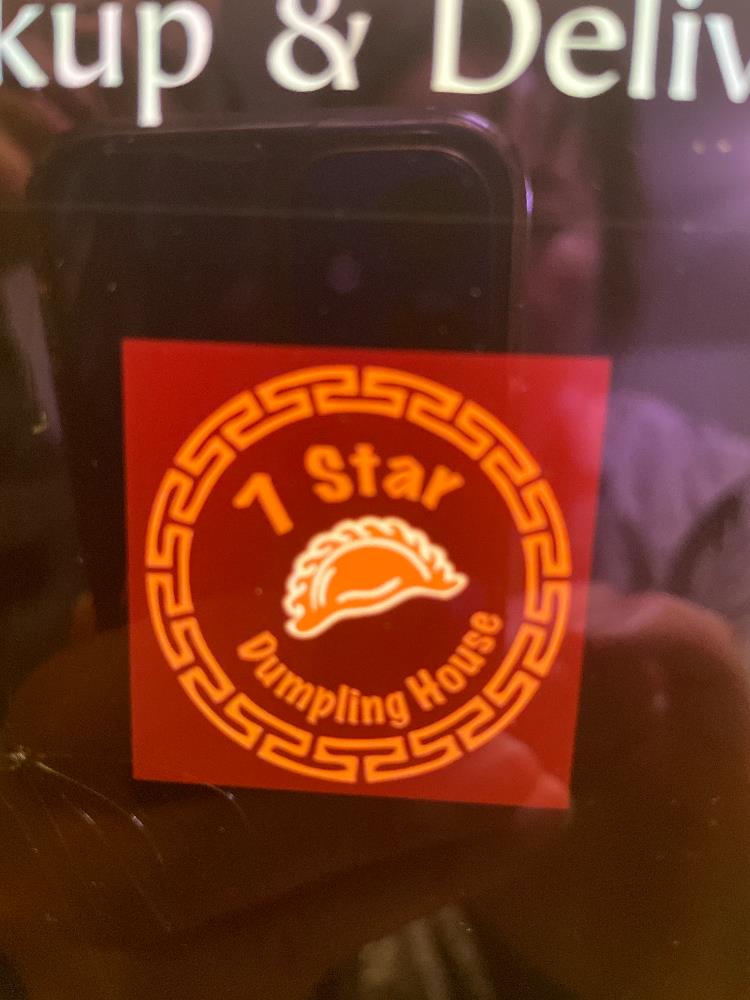 kup & Deliv
7 Star
Dumpling House